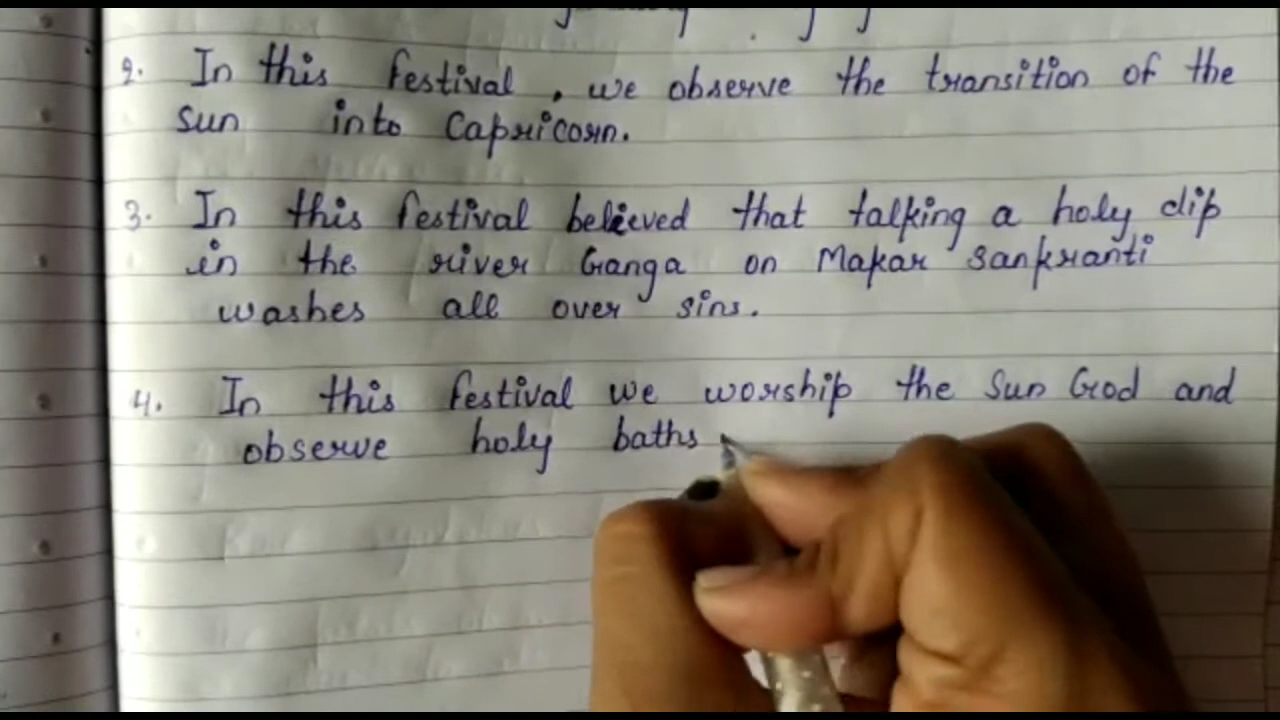 2. In this festival, we observe the transition of the
sun into Capricorn.
3. In this festival believed that talking a holy dip
in the river Ganga on Makar Sankranti
washes all over sins.
4. In this festival we worship the Sun God and
observe holy baths